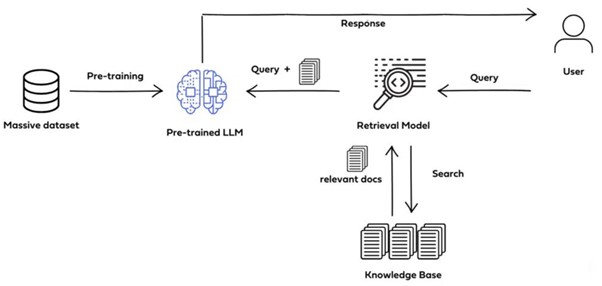 Response
Pre-training
Query +
Query
User
Massive dataset
Pre-trained LLM
Retrieval Model
relevant docs
Search
Knowledge Base